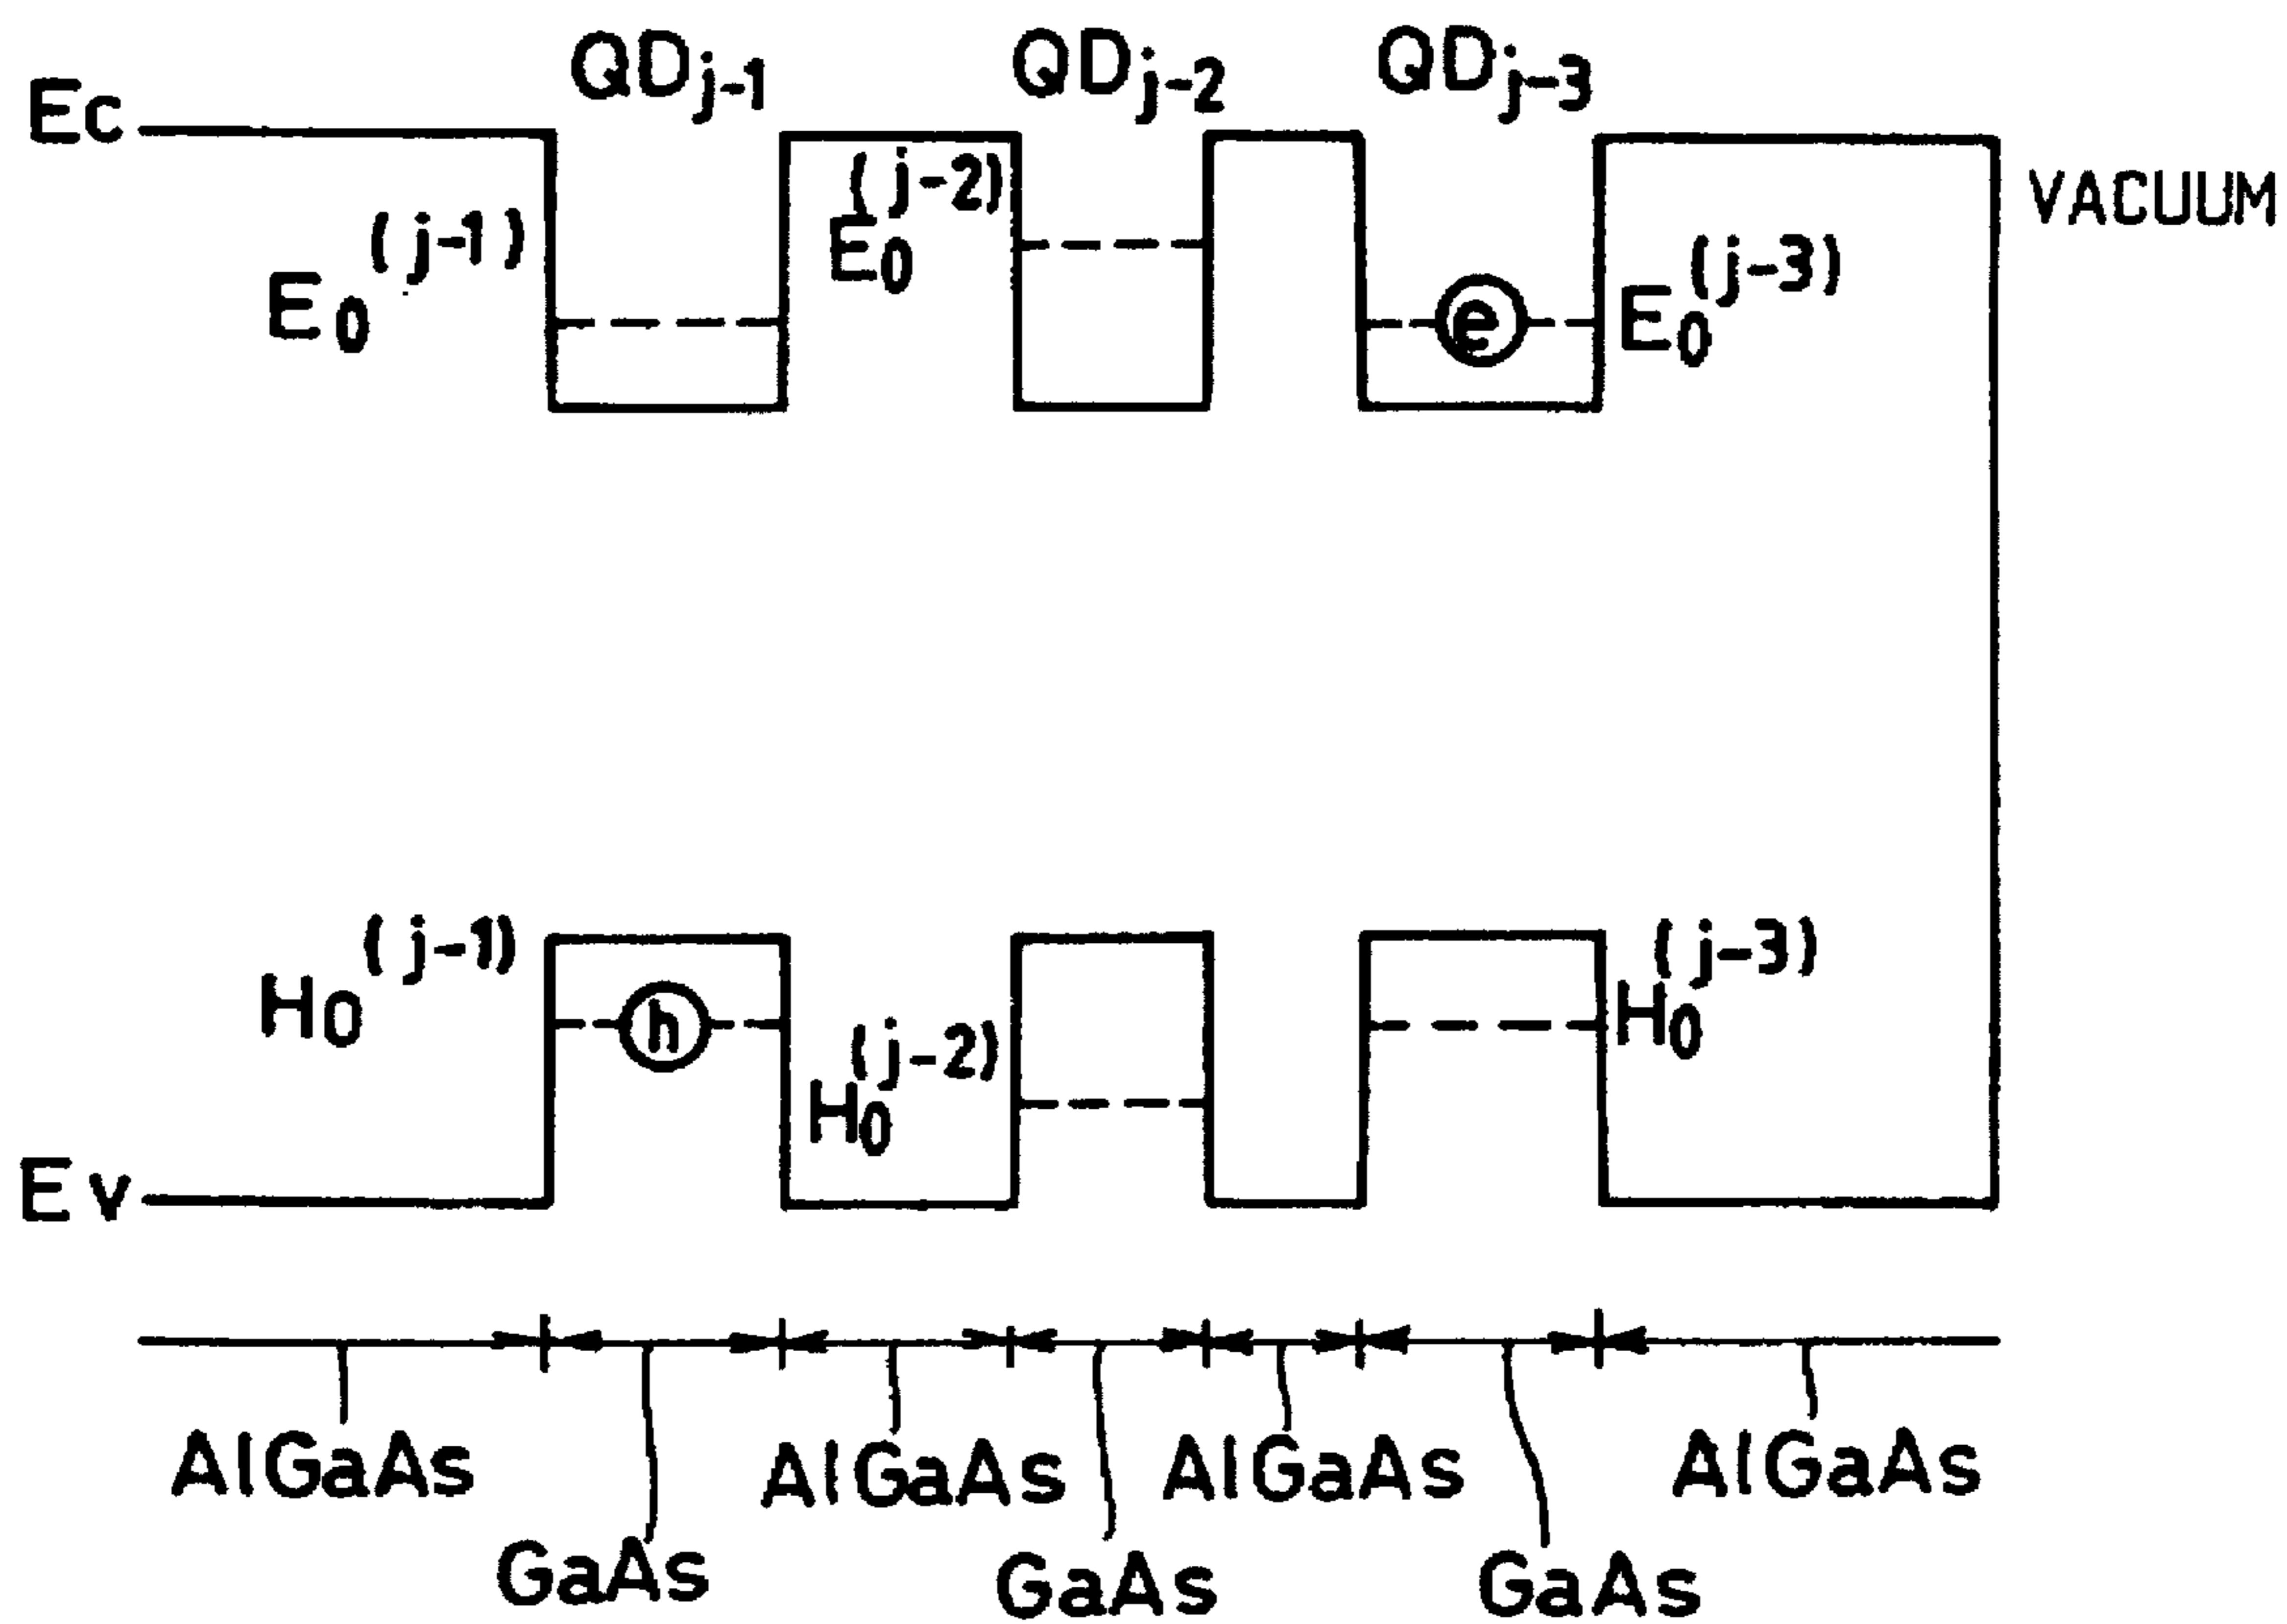 QDj-1 QDj-2 QDj-3
Ec
VACUUM
E0(j-1) E0(j-2) E0(j-3)
e
H0(j-1) H0(j-2) H0(j-3)
h
Ev
AlGaAs AlGaAs AlGaAs AlGaAs
GaAs GaAs GaAs